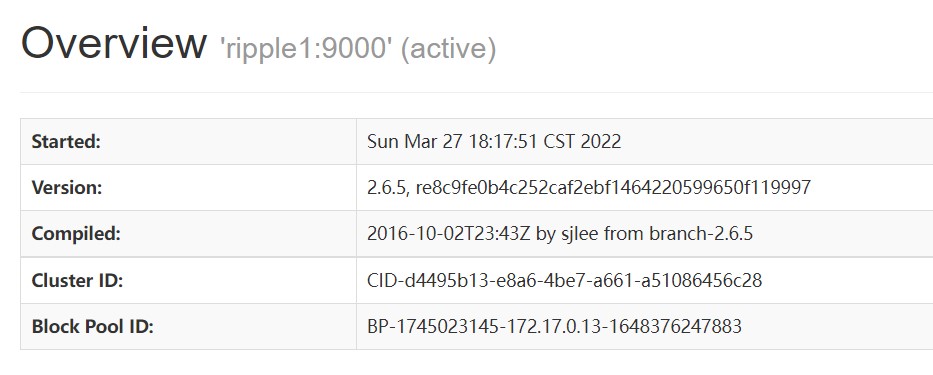 Overview 'ripple1:9000' (active)
Started: Sun Mar 27 18:17:51 CST 2022
Version: 2.6.5, re8c9fe0b4c252caf2ebf1464220599650f119997
Compiled: 2016-10-02T23:43Z by sjlee from branch-2.6.5
Cluster ID: CID-d4495b13-e8a6-4be7-a661-a51086456c28
Block Pool ID: BP-1745023145-172.17.0.13-1648376247883